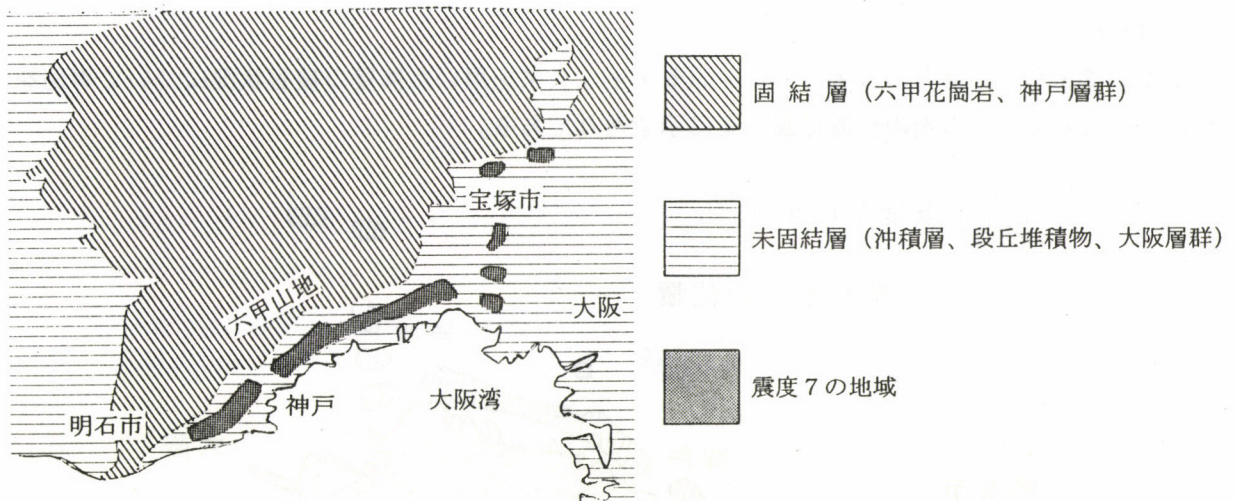 固 結 層（六甲花崗岩、神戸層群）
宝塚市
未固結層（沖積層、段丘堆積物、大阪層群）
六甲山地
大阪
震度７の地域
神戸
大阪湾
明石市